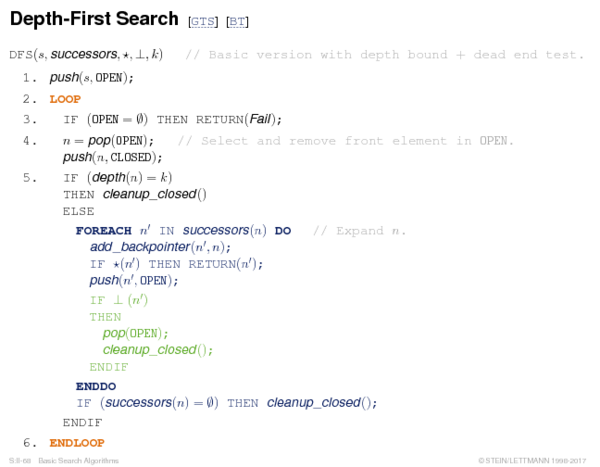 Depth-First Search [GTS] [BT]
DFS(s, successors, ⋆, ⊥, k) // Basic version with depth bound + dead end test.
1. push(s, OPEN);
2. LOOP
3. IF (OPEN = ∅) THEN RETURN(Fail);
4. n = pop(OPEN); // Select and remove front element in OPEN.
push(n, CLOSED);
5. IF (depth(n) = k)
THEN cleanup_closed()
ELSE
FOREACH n′ IN successors(n) DO // Expand n.
add_backpointer(n′, n);
IF ⋆(n′) THEN RETURN(n′);
push(n′, OPEN);
IF ⊥(n′)
THEN
pop(OPEN);
cleanup_closed();
ENDIF
ENDDO
IF (successors(n) = ∅) THEN cleanup_closed();
ENDIF
6. ENDLOOP
S:II-68 Basic Search Algorithms ©STEIN/LETTMANN 1998-2017